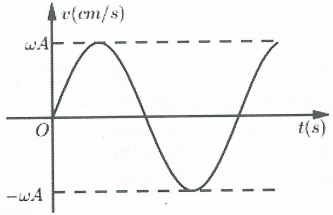 v(cm/s)
ωA
O
t(s)
−ωA